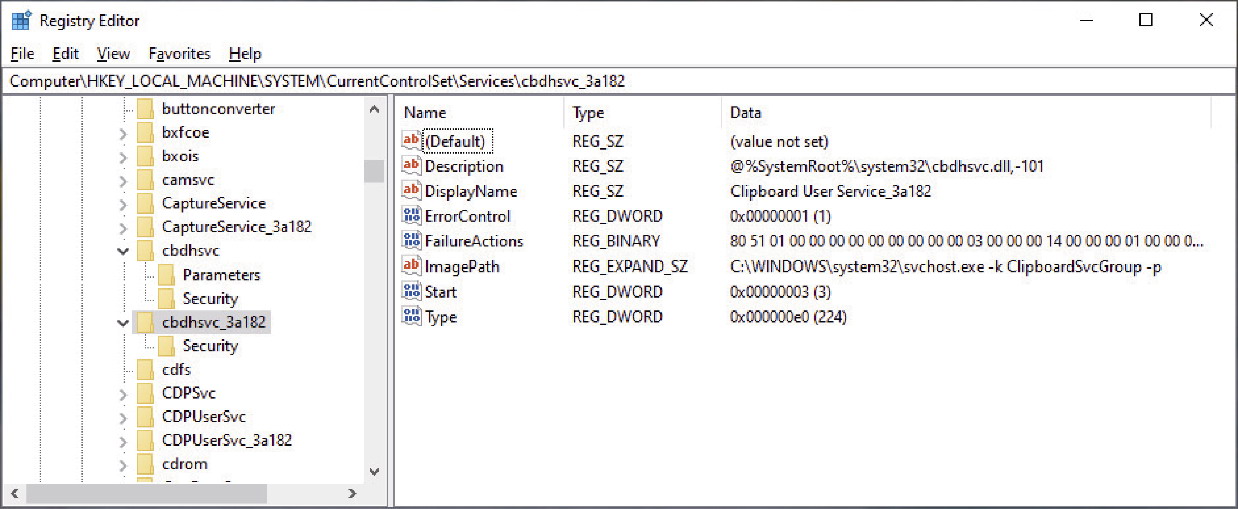 Registry Editor
File Edit View Favorites Help
Computer\HKEY_LOCAL_MACHINE\SYSTEM\CurrentControlSet\Services\cbdhsvc_3a182
buttonconverter
bxfcoe
bxois
camsvc
CaptureService
CaptureService_3a182
cbdhsvc
Parameters
Security
cbdhsvc_3a182
Security
cdfs
CDPSvc
CDPUserSvc
CDPUserSvc_3a182
cdrom
Name Type Data
(Default) REG_SZ (value not set)
Description REG_SZ @%SystemRoot%\system32\cbdhsvc.dll,-101
DisplayName REG_SZ Clipboard User Service_3a182
ErrorControl REG_DWORD 0x00000001 (1)
FailureActions REG_BINARY 80 51 01 00 00 00 00 00 00 00 00 00 03 00 00 00 14 00 00 00 01 00 00 0...
ImagePath REG_EXPAND_SZ C:\WINDOWS\system32\svchost.exe -k ClipboardSvcGroup -p
Start REG_DWORD 0x00000003 (3)
Type REG_DWORD 0x000000e0 (224)